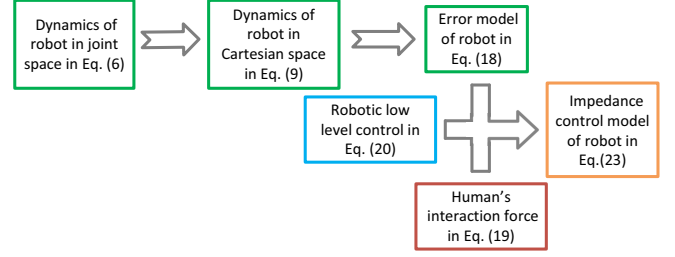 Dynamics of
robot in joint
space in Eq. (6)
Dynamics of
robot in
Cartesian space
in Eq. (9)
Error model
of robot in
Eq. (18)
Robotic low
level control in
Eq. (20)
Impedance
control model
of robot in
Eq.(23)
Human's
interaction force
in Eq. (19)